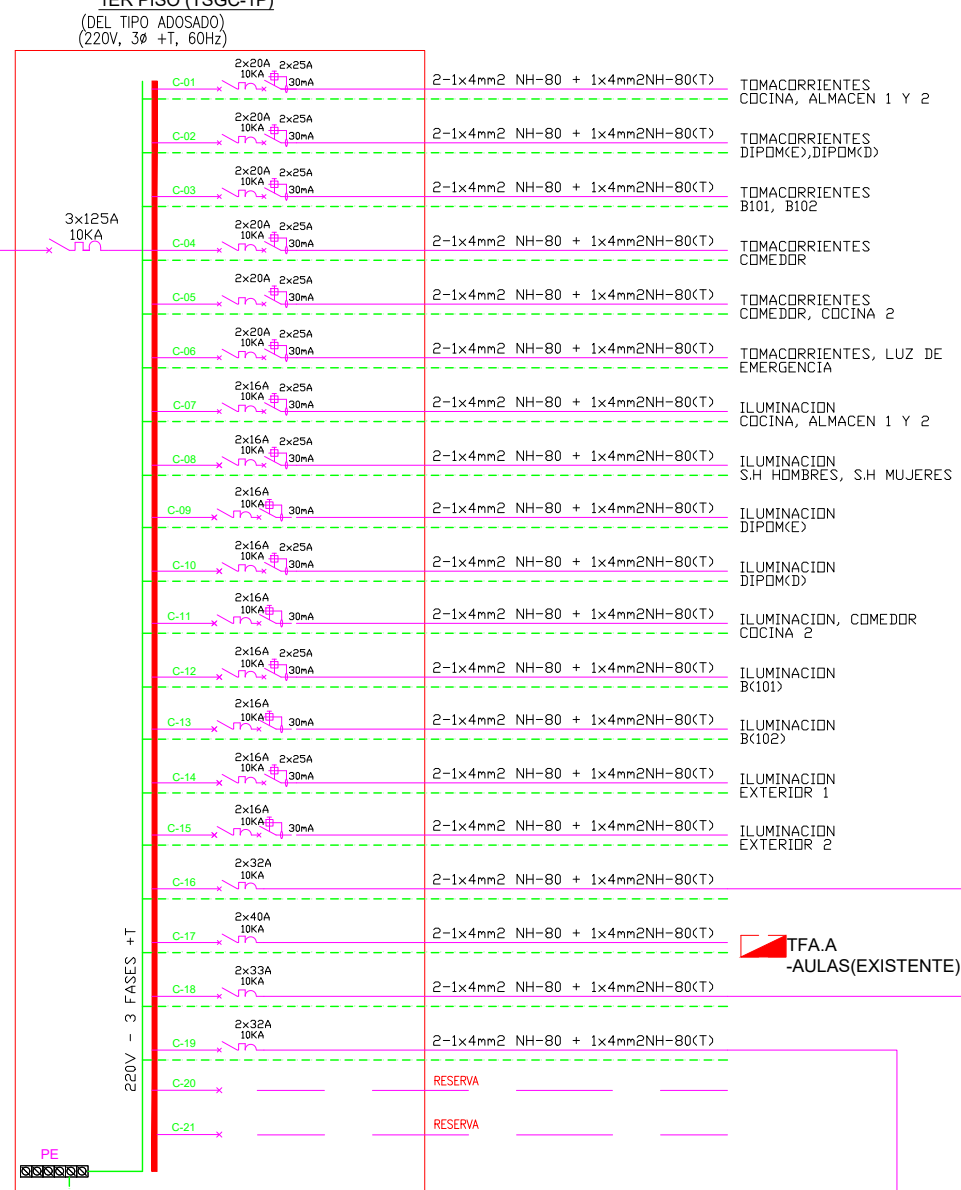 1ER PISO (TSGC-1P)
(DEL TIPO ADOSADO)
(220V, 3Ø +T, 60Hz)
3x125A
10KA
C-01 2x20A 10KA 2x25A 30mA 2-1x4mm2 NH-80 + 1x4mm2NH-80(T) TOMACORRIENTES
COCINA, ALMACEN 1 Y 2
C-02 2x20A 10KA 2x25A 30mA 2-1x4mm2 NH-80 + 1x4mm2NH-80(T) TOMACORRIENTES
DIPOM(E),DIPOM(D)
C-03 2x20A 10KA 2x25A 30mA 2-1x4mm2 NH-80 + 1x4mm2NH-80(T) TOMACORRIENTES
B101, B102
C-04 2x20A 10KA 2x25A 30mA 2-1x4mm2 NH-80 + 1x4mm2NH-80(T) TOMACORRIENTES
COMEDOR
C-05 2x20A 2x25A 30mA 2-1x4mm2 NH-80 + 1x4mm2NH-80(T) TOMACORRIENTES
COMEDOR, COCINA 2
C-06 2x20A 10KA 2x25A 30mA 2-1x4mm2 NH-80 + 1x4mm2NH-80(T) TOMACORRIENTES, LUZ DE
EMERGENCIA
C-07 2x16A 10KA 2x25A 30mA 2-1x4mm2 NH-80 + 1x4mm2NH-80(T) ILUMINACION
COCINA, ALMACEN 1 Y 2
C-08 2x16A 10KA 2x25A 30mA 2-1x4mm2 NH-80 + 1x4mm2NH-80(T) ILUMINACION
S.H HOMBRES, S.H MUJERES
C-09 2x16A 10KA 30mA 2-1x4mm2 NH-80 + 1x4mm2NH-80(T) ILUMINACION
DIPOM(E)
C-10 2x16A 10KA 2x25A 30mA 2-1x4mm2 NH-80 + 1x4mm2NH-80(T) ILUMINACION
DIPOM(D)
C-11 2x16A 10KA 30mA 2-1x4mm2 NH-80 + 1x4mm2NH-80(T) ILUMINACION, COMEDOR
COCINA 2
C-12 2x16A 10KA 2x25A 30mA 2-1x4mm2 NH-80 + 1x4mm2NH-80(T) ILUMINACION
B(101)
C-13 2x16A 10KA 30mA 2-1x4mm2 NH-80 + 1x4mm2NH-80(T) ILUMINACION
B(102)
C-14 2x16A 10KA 2x25A 30mA 2-1x4mm2 NH-80 + 1x4mm2NH-80(T) ILUMINACION
EXTERIOR 1
C-15 2x16A 10KA 30mA 2-1x4mm2 NH-80 + 1x4mm2NH-80(T) ILUMINACION
EXTERIOR 2
C-16 2x32A 10KA 2-1x4mm2 NH-80 + 1x4mm2NH-80(T)
C-17 2x40A 10KA 2-1x4mm2 NH-80 + 1x4mm2NH-80(T) TFA.A
-AULAS(EXISTENTE)
C-18 2x33A 10KA 2-1x4mm2 NH-80 + 1x4mm2NH-80(T)
C-19 2x32A 10KA 2-1x4mm2 NH-80 + 1x4mm2NH-80(T)
C-20 RESERVA
C-21 RESERVA
220V - 3 FASES +T
PE